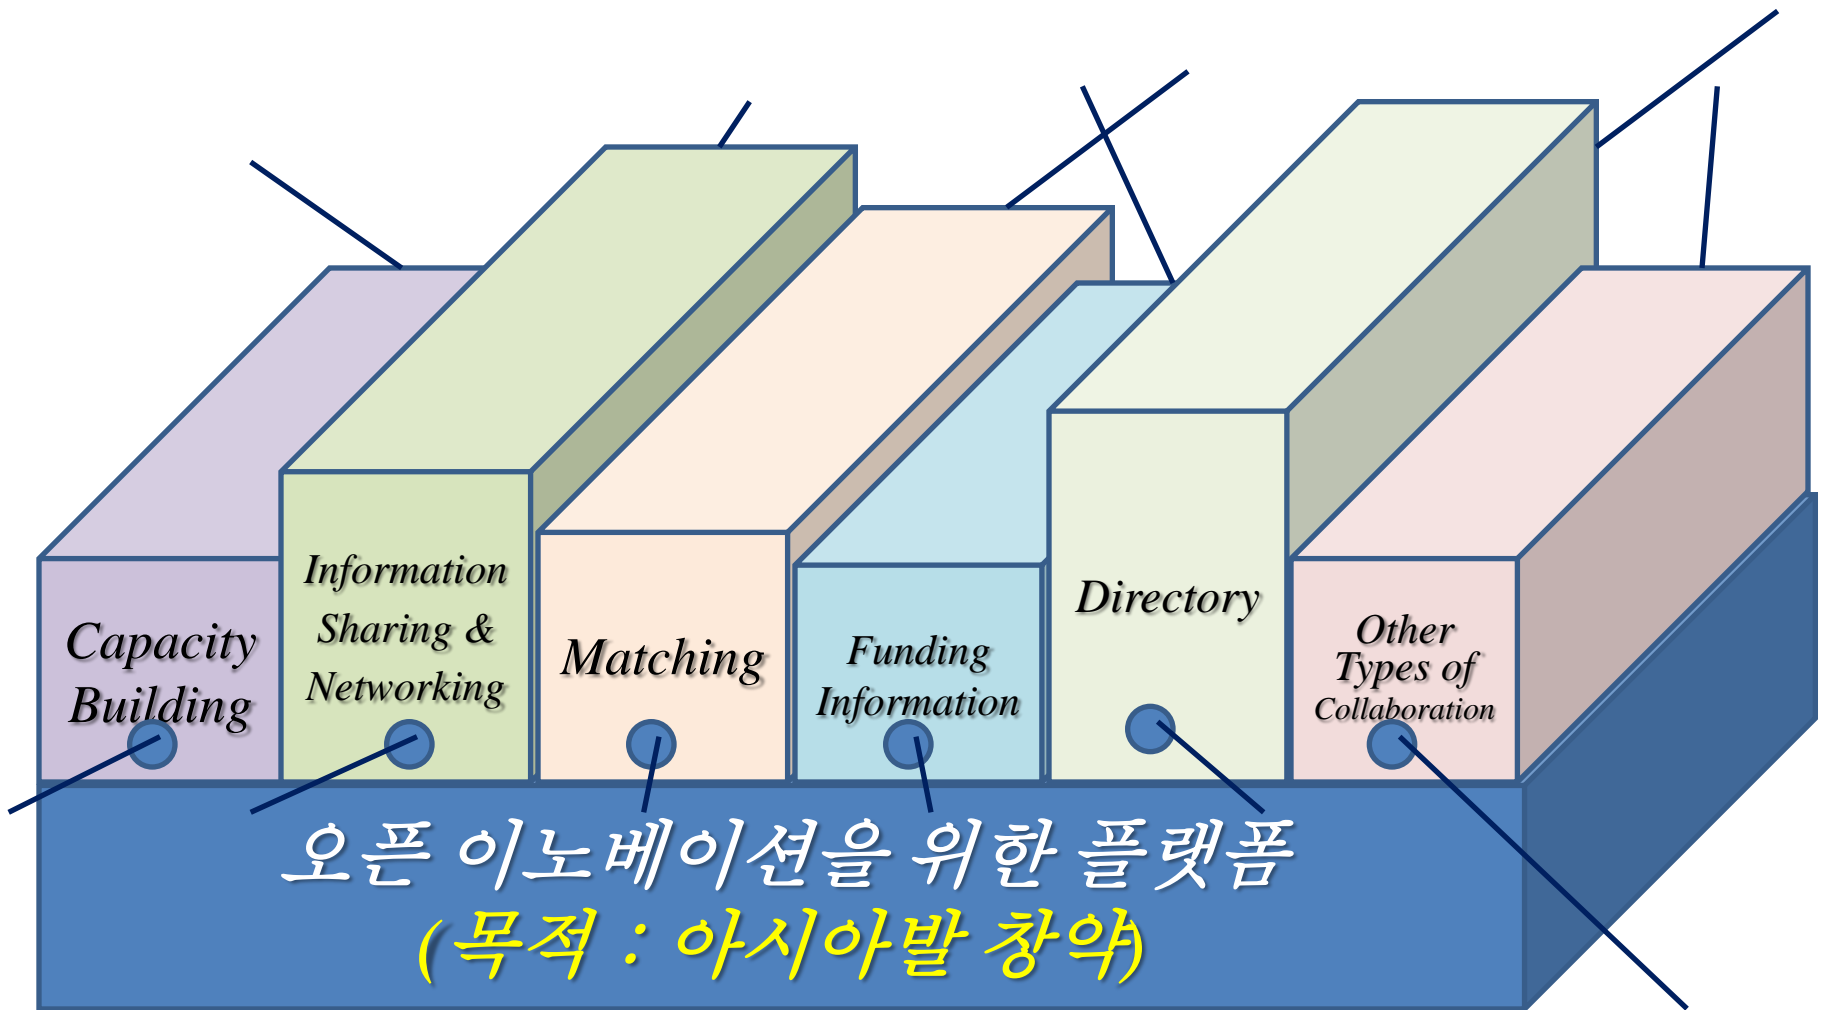 Capacity
Building
Information
Sharing &
Networking
Matching
Funding
Information
Directory
Other
Types of
Collaboration
오픈 이노베이션을 위한 플랫폼
(목적 : 아시아발 창약)